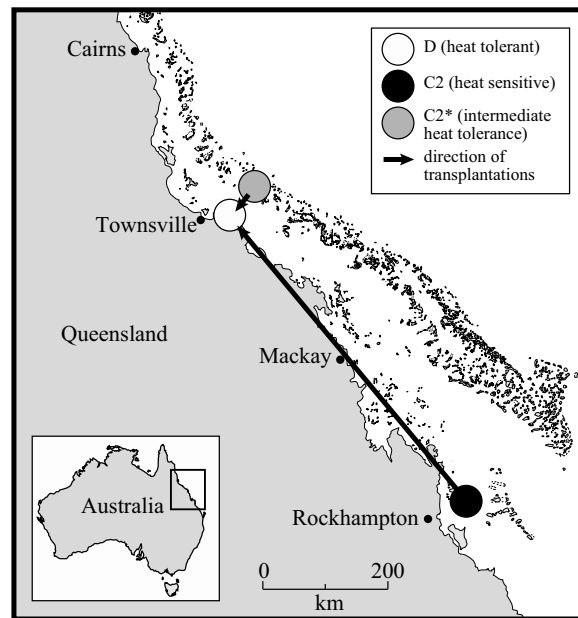 Cairns
D (heat tolerant)
C2 (heat sensitive)
C2* (intermediate
heat tolerance)
direction of
transplantations
Townsville
Queensland
Mackay
Australia
Rockhampton
0 200
km